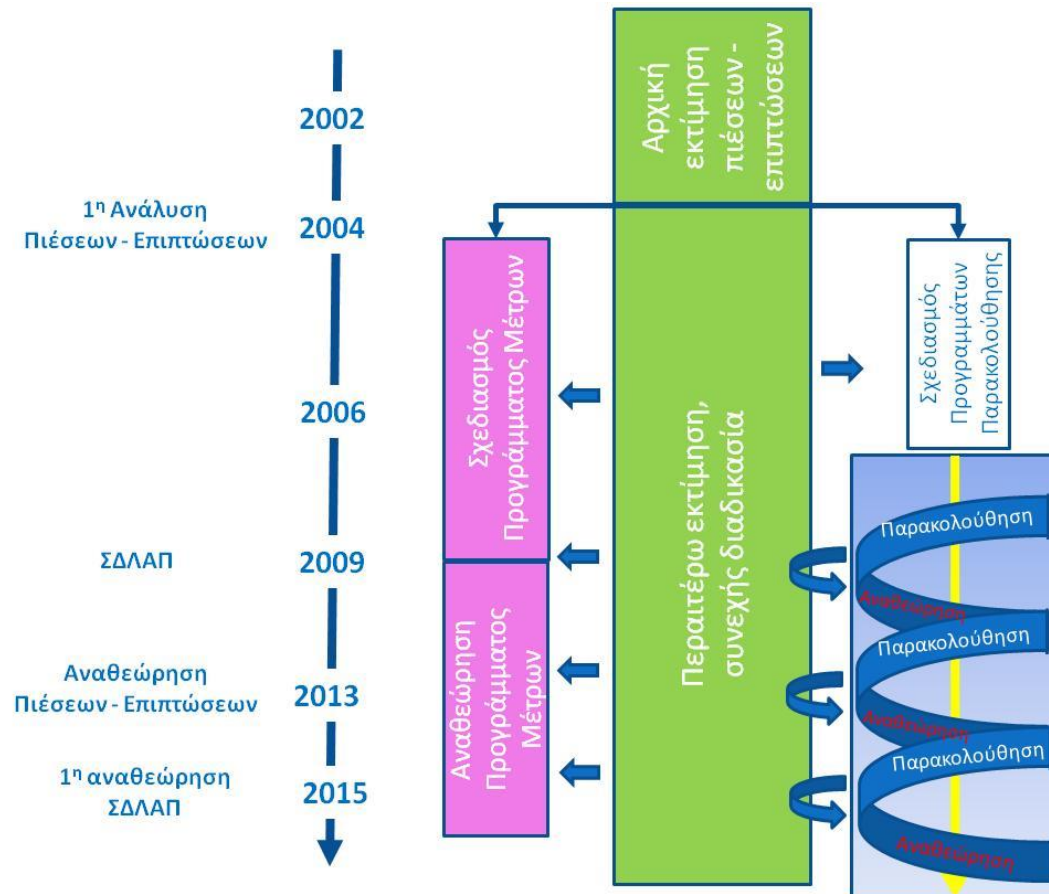 2002
1η Ανάλυση
Πιέσεων - Επιπτώσεων
2004
2006
ΣΔΛΑΠ
2009
Αναθεώρηση
Πιέσεων - Επιπτώσεων
2013
1η αναθεώρηση
ΣΔΛΑΠ
2015
Σχεδιασμός
Προγράμματος Μέτρων
Αναθεώρηση
Προγράμματος
Μέτρων
Αρχική
εκτίμηση
πιέσεων -
επιπτώσεων
Περαιτέρω εκτίμηση,
συνεχής διαδικασία
Σχεδιασμός
Προγραμμάτων
Παρακολούθησης
Παρακολούθηση
Αναθεώρηση
Παρακολούθηση
Αναθεώρηση
Παρακολούθηση
Αναθεώρηση